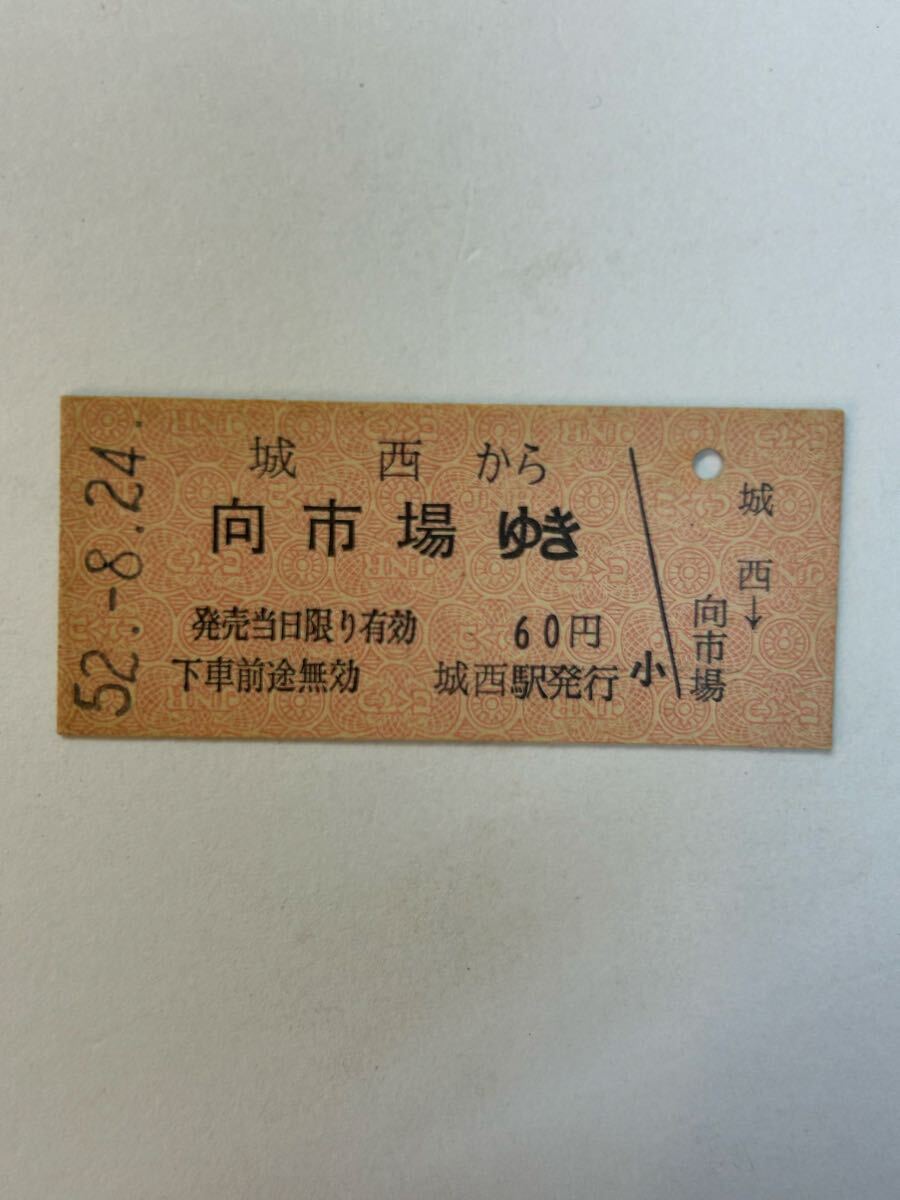 52.-8.24.
城西から
向市場ゆき
発売当日限り有効 60円
下車前途無効 城西駅発行 小
城西→
向市場